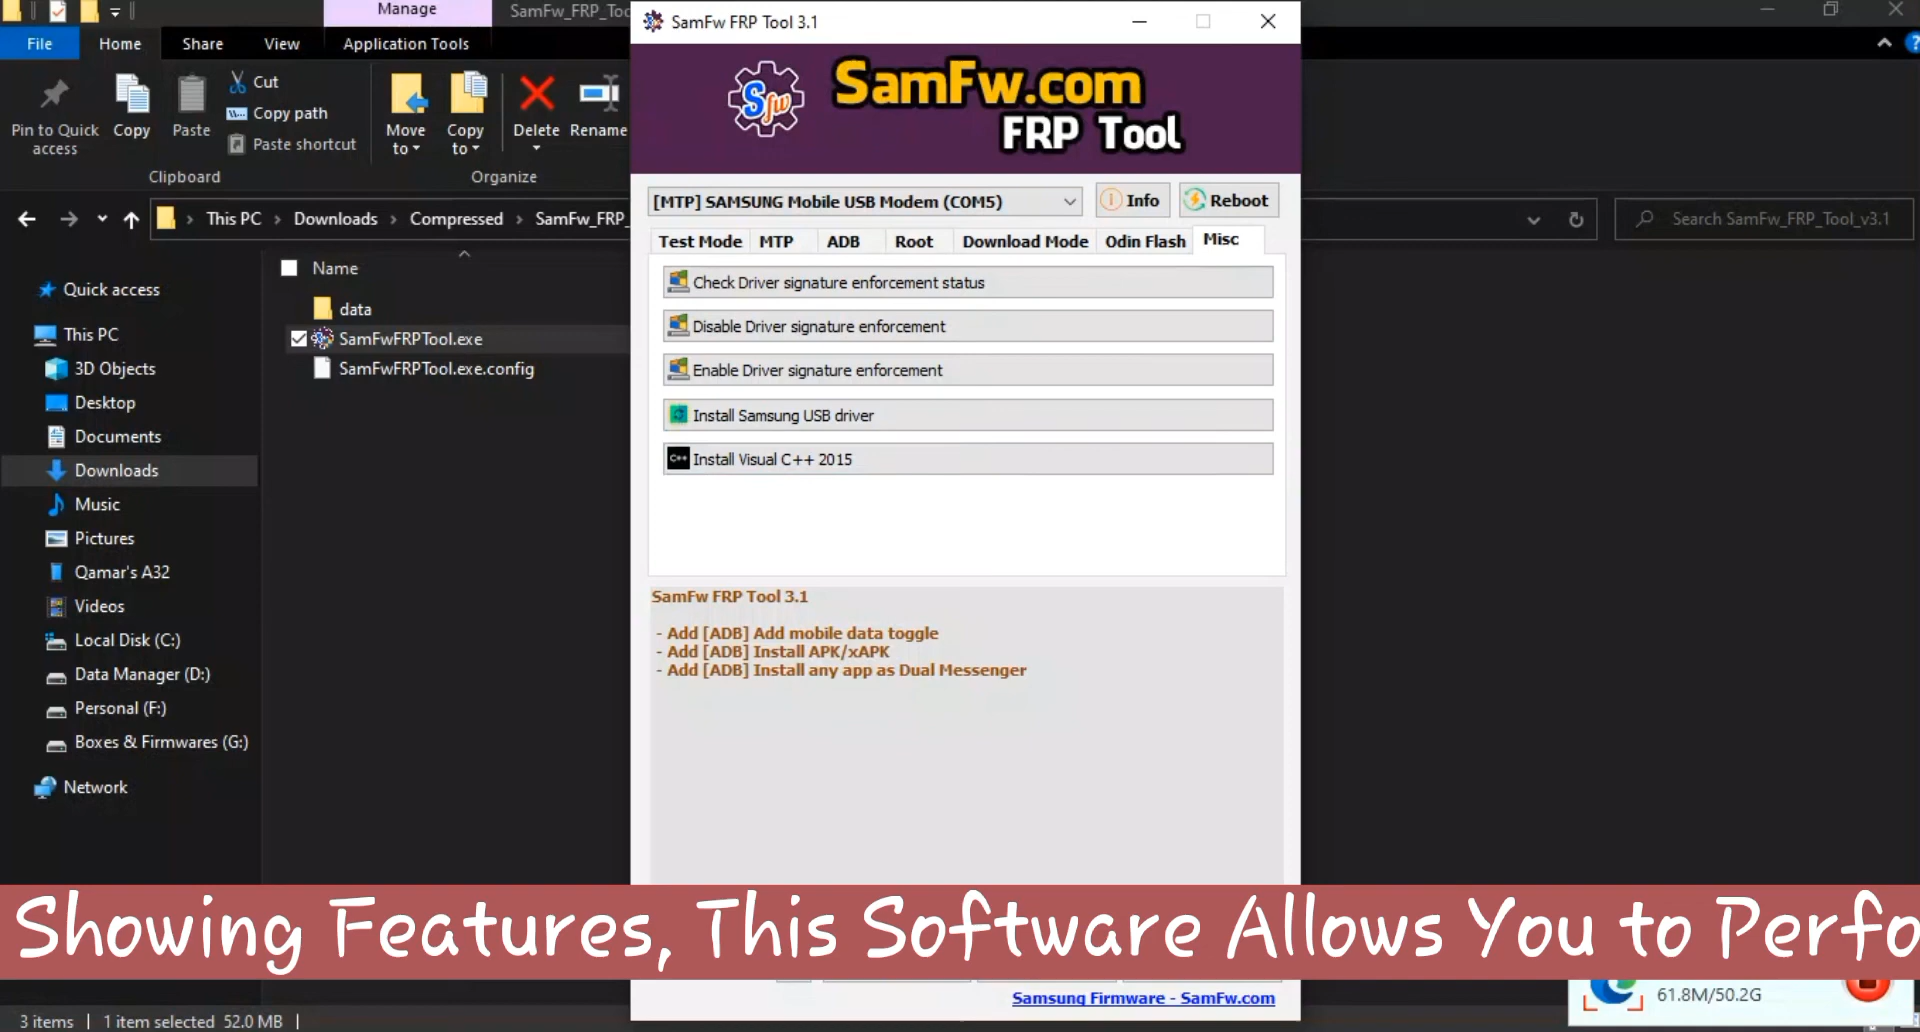 Manage
SamFw_FRP_Too
File
Home
Share
View
Application Tools
Pin to Quick access
Copy
Paste
Cut
Copy path
Paste shortcut
Move to
Copy to
Delete
Rename
Clipboard
Organize
This PC
Downloads
Compressed
SamFw_FRP_
Search SamFw_FRP_Tool_v3.1
Quick access
This PC
3D Objects
Desktop
Documents
Downloads
Music
Pictures
Qamar's A32
Videos
Local Disk (C:)
Data Manager (D:)
Personal (F:)
Boxes & Firmwares (G:)
Network
Name
data
SamFwFRPTool.exe
SamFwFRPTool.exe.config
SamFw FRP Tool 3.1
Sfw
SamFw.com
FRP Tool
[MTP] SAMSUNG Mobile USB Modem (COM5)
Info
Reboot
Test Mode
MTP
ADB
Root
Download Mode
Odin Flash
Misc
Check Driver signature enforcement status
Disable Driver signature enforcement
Enable Driver signature enforcement
Install Samsung USB driver
C++
Install Visual C++ 2015
SamFw FRP Tool 3.1
- Add [ADB] Add mobile data toggle
- Add [ADB] Install APK/xAPK
- Add [ADB] Install any app as Dual Messenger
Showing Features, This Software Allows You to Perfo
Samsung Firmware - SamFw.com
61.8M/50.2G
3 items
1 item selected 52.0 MB